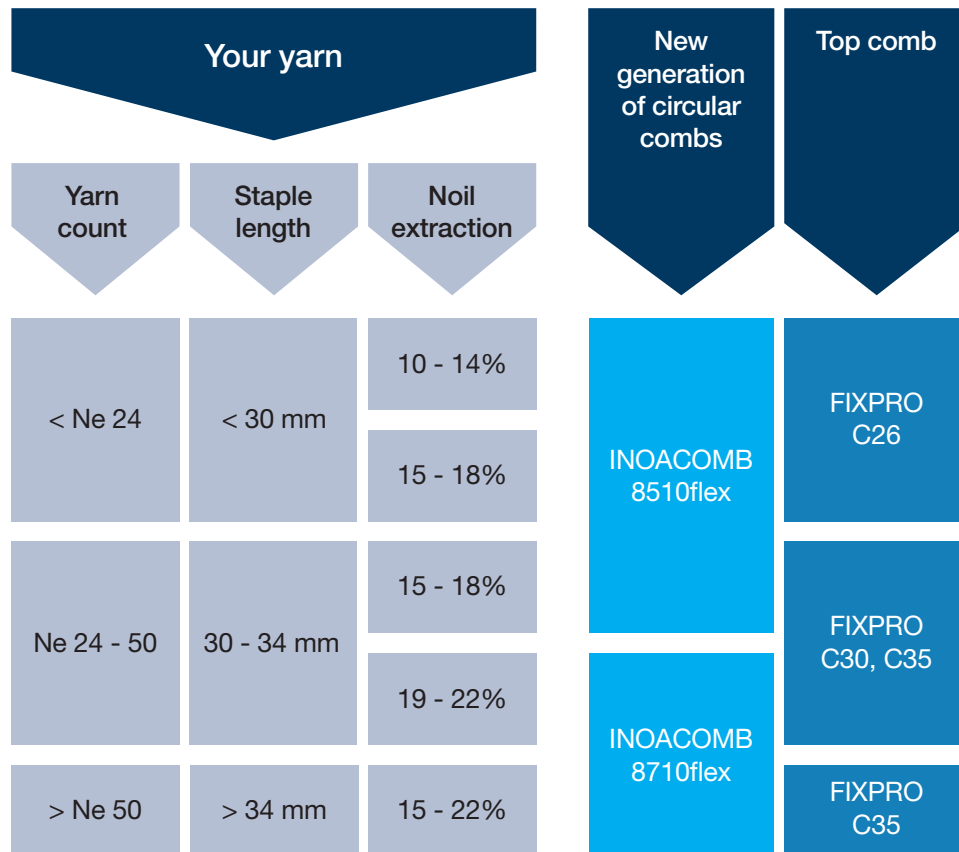 Your yarn
New
generation
of circular
combs
Top comb
Yarn
count
Staple
length
Noil
extraction
< Ne 24
< 30 mm
10 - 14%
15 - 18%
INOACOMB
8510flex
FIXPRO
C26
Ne 24 - 50
30 - 34 mm
15 - 18%
19 - 22%
FIXPRO
C30, C35
INOACOMB
8710flex
> Ne 50
> 34 mm
15 - 22%
FIXPRO
C35